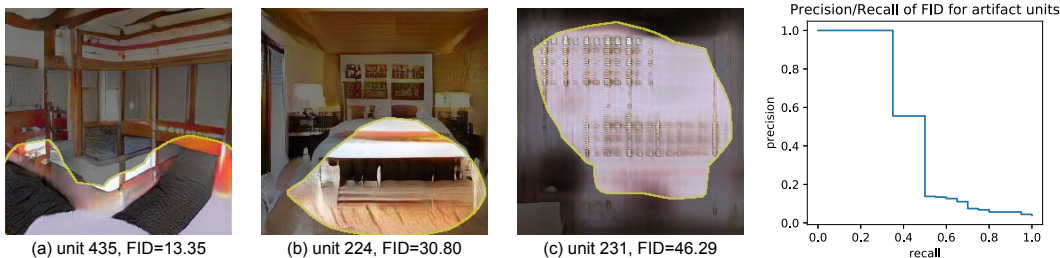 (a) unit 435, FID=13.35
(b) unit 224, FID=30.80
(c) unit 231, FID=46.29
Precision/Recall of FID for artifact units
1.0
0.8
0.6
0.4
0.2
0.0
precision
0.0 0.2 0.4 0.6 0.8 1.0
recall